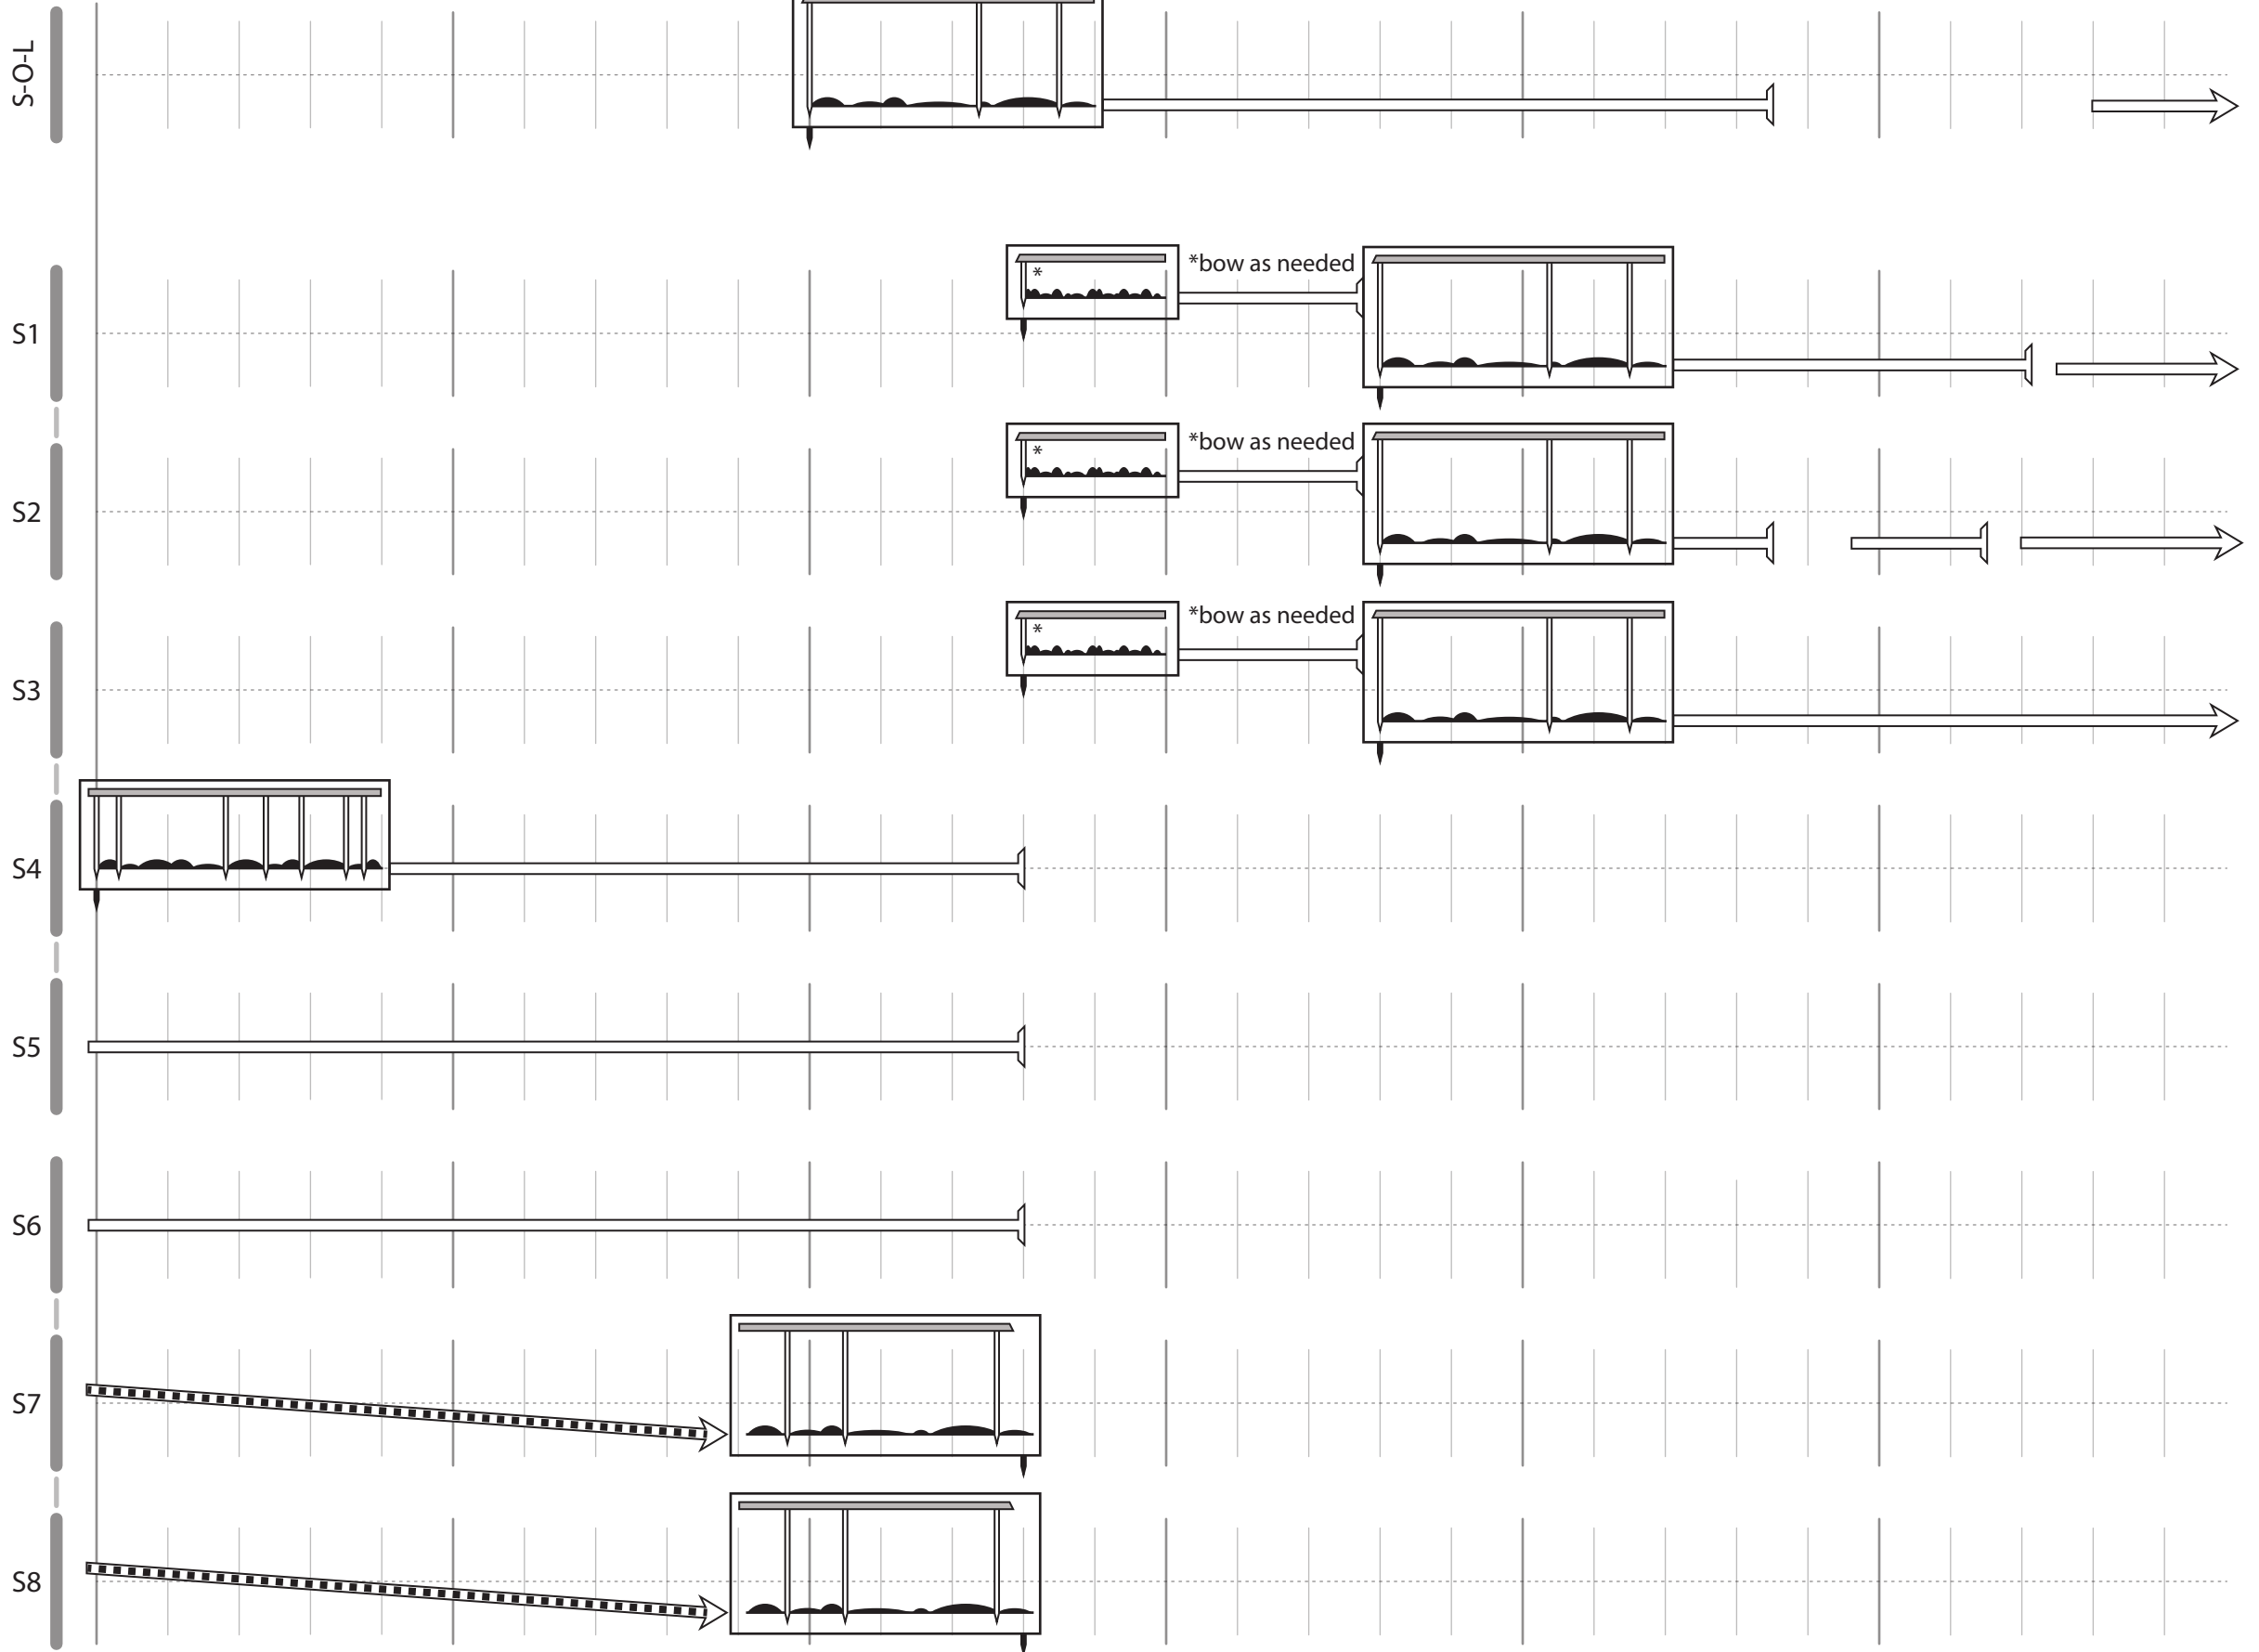 S-O-L
*bow as needed
*
S1
*bow as needed
*
S2
*bow as needed
*
S3
S4
S5
S6
S7
S8